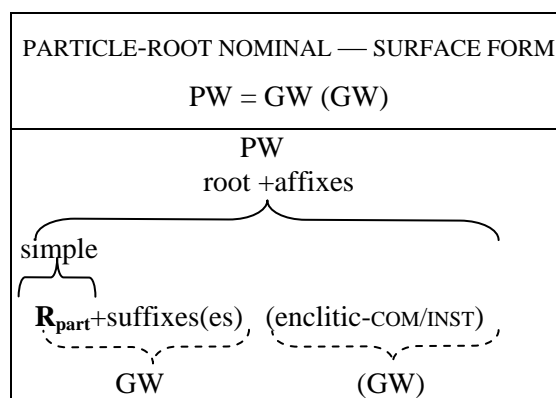 PARTICLE-ROOT NOMINAL — SURFACE FORM
PW = GW (GW)
PW
root +affixes
simple
Rpart+suffixes(es) (enclitic-COM/INST)
GW (GW)